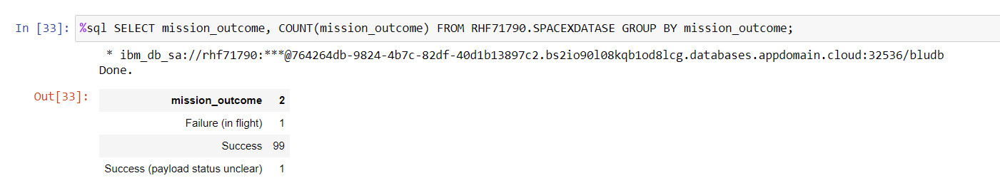 In [33]: %sql SELECT mission_outcome, COUNT(mission_outcome) FROM RHF71790.SPACEXDATASE GROUP BY mission_outcome;
* ibm_db_sa://rhf71790:***@764264db-9824-4b7c-82df-40d1b13897c2.bs2io90l08kqb1od8lcg.databases.appdomain.cloud:32536/bludb
Done.
Out[33]: mission_outcome 2
Failure (in flight) 1
Success 99
Success (payload status unclear) 1